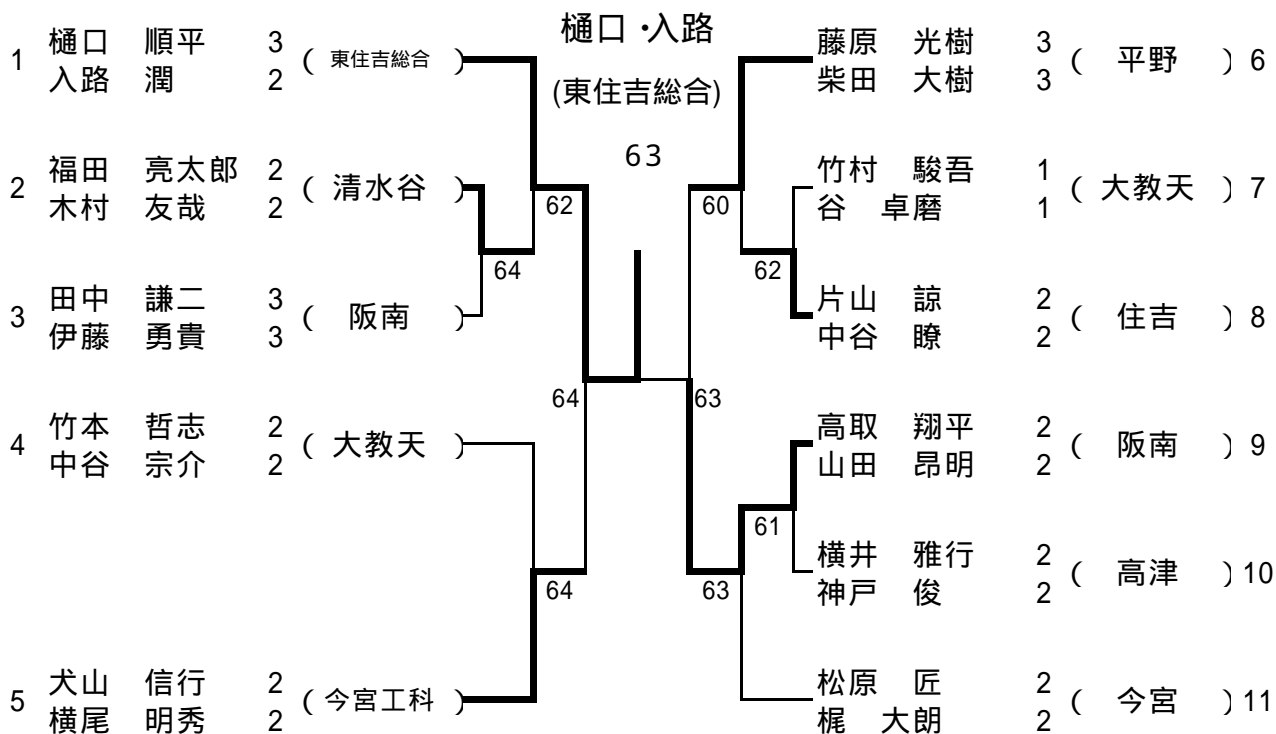 樋口・入路
(東住吉総合)
63
1 樋口 順平 3 ( 東住吉総合 )
入路 潤 2
2 福田 亮太郎 2 ( 清水谷 )
木村 友哉 2
3 田中 謙二 3 ( 阪南 )
伊藤 勇貴 3
4 竹本 哲志 2 ( 大教天 )
中谷 宗介 2
5 犬山 信行 2 ( 今宮工科 )
横尾 明秀 2
62
64
64
64
藤原 光樹 3 ( 平野 ) 6
柴田 大樹 3
竹村 駿吾 1 ( 大教天 ) 7
谷 卓磨 1
片山 諒 2 ( 住吉 ) 8
中谷 瞭 2
高取 翔平 2 ( 阪南 ) 9
山田 昂明 2
横井 雅行 2 ( 高津 ) 10
神戸 俊 2
松原 匠 2 ( 今宮 ) 11
梶 大朗 2
60
62
63
61
63